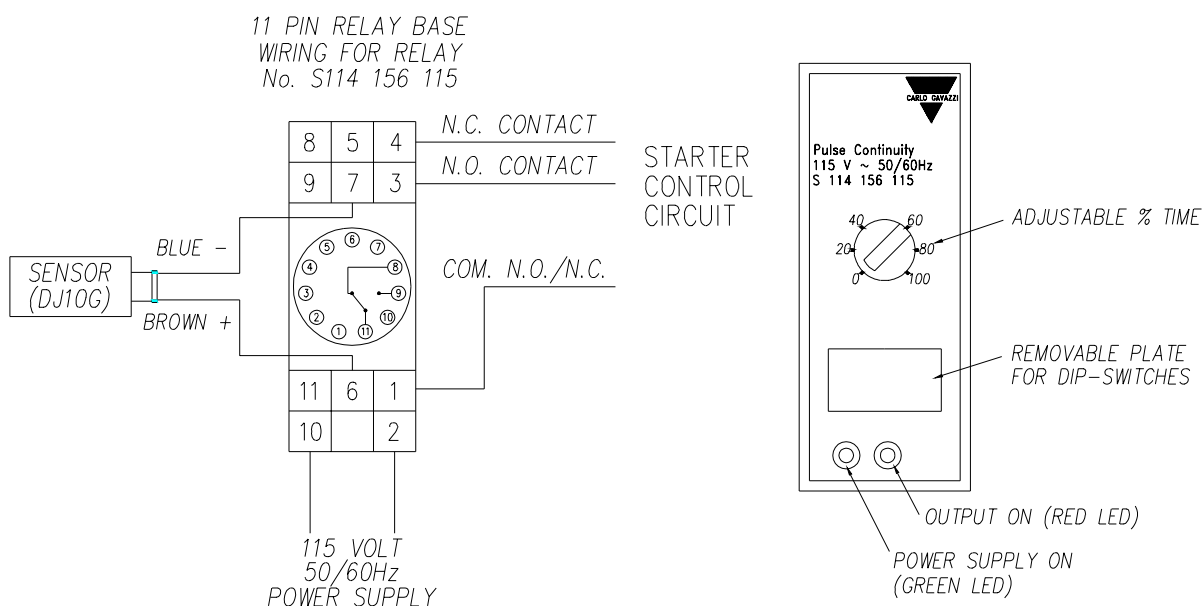 11 PIN RELAY BASE
WIRING FOR RELAY
No. S114 156 115
8 5 4
9 7 3
N.C. CONTACT
N.O. CONTACT
STARTER
CONTROL
CIRCUIT
COM. N.O./N.C.
BLUE -
SENSOR
(DJ10G)
BROWN +
6
5 7
4 8
3 9
2 10
1 11
11 6 1
10 2
115 VOLT
50/60Hz
POWER SUPPLY
CARLO GAVAZZI
Pulse Continuity
115 V ~ 50/60Hz
S 114 156 115
40 60
20 80
0 100
ADJUSTABLE % TIME
REMOVABLE PLATE
FOR DIP-SWITCHES
OUTPUT ON (RED LED)
POWER SUPPLY ON
(GREEN LED)